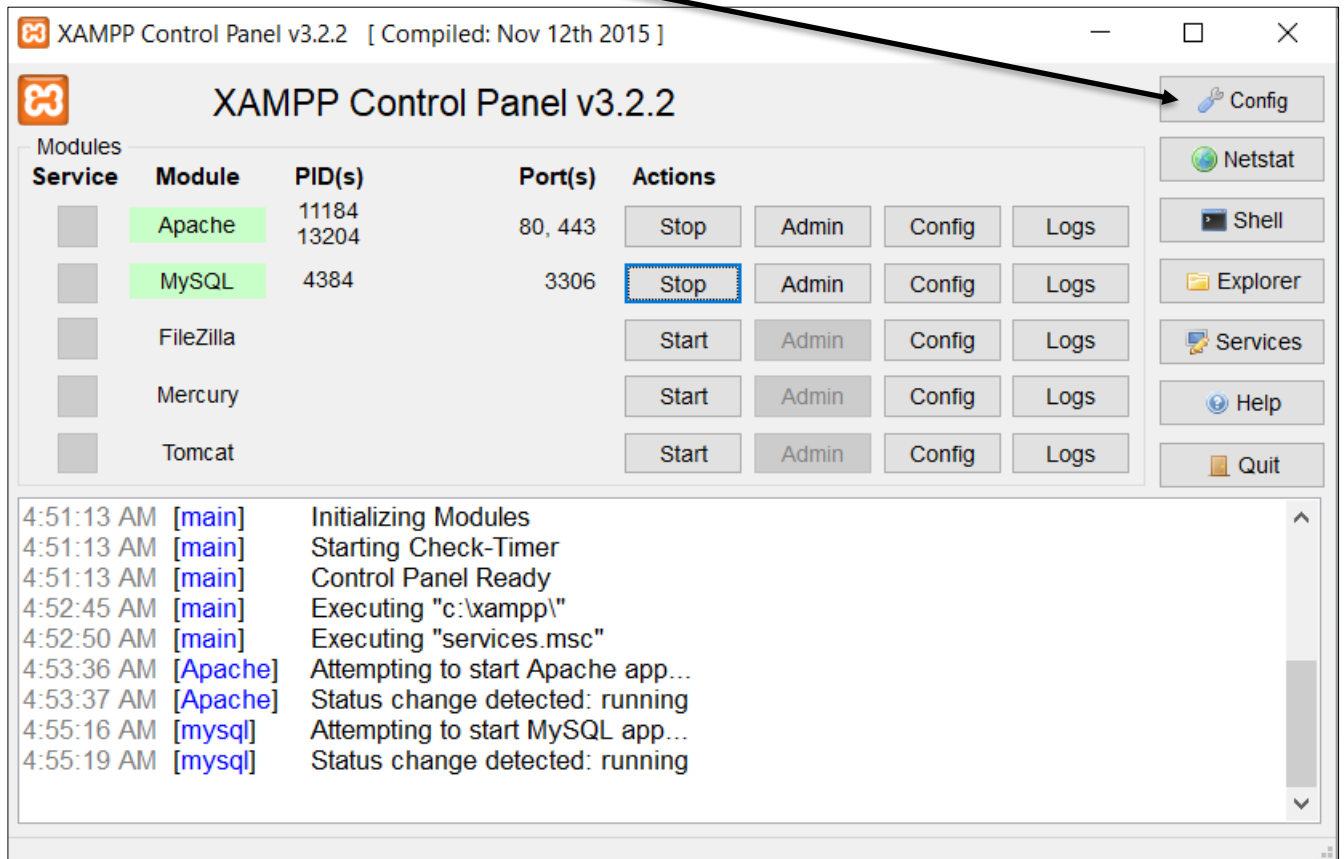 XAMPP Control Panel v3.2.2 [ Compiled: Nov 12th 2015 ]
XAMPP Control Panel v3.2.2
Config
Modules
Netstat
Service Module PID(s) Port(s) Actions
Apache 11184 13204 80, 443 Stop Admin Config Logs
Shell
MySQL 4384 3306 Stop Admin Config Logs
Explorer
FileZilla Start Admin Config Logs
Services
Mercury Start Admin Config Logs
Help
Tomcat Start Admin Config Logs
Quit
4:51:13 AM [main] Initializing Modules
4:51:13 AM [main] Starting Check-Timer
4:51:13 AM [main] Control Panel Ready
4:52:45 AM [main] Executing "c:\xampp\"
4:52:50 AM [main] Executing "services.msc"
4:53:36 AM [Apache] Attempting to start Apache app...
4:53:37 AM [Apache] Status change detected: running
4:55:16 AM [mysql] Attempting to start MySQL app...
4:55:19 AM [mysql] Status change detected: running